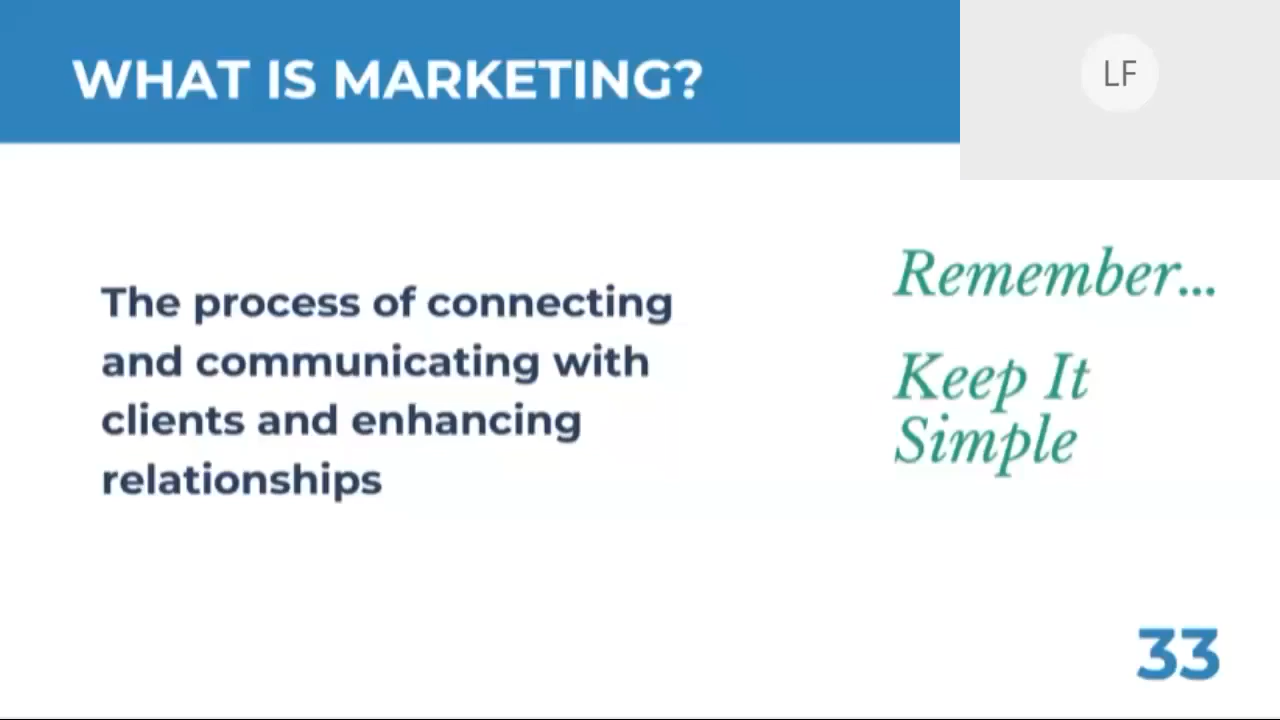 WHAT IS MARKETING?
LF
The process of connecting
and communicating with
clients and enhancing
relationships
Remember...
Keep It
Simple
33